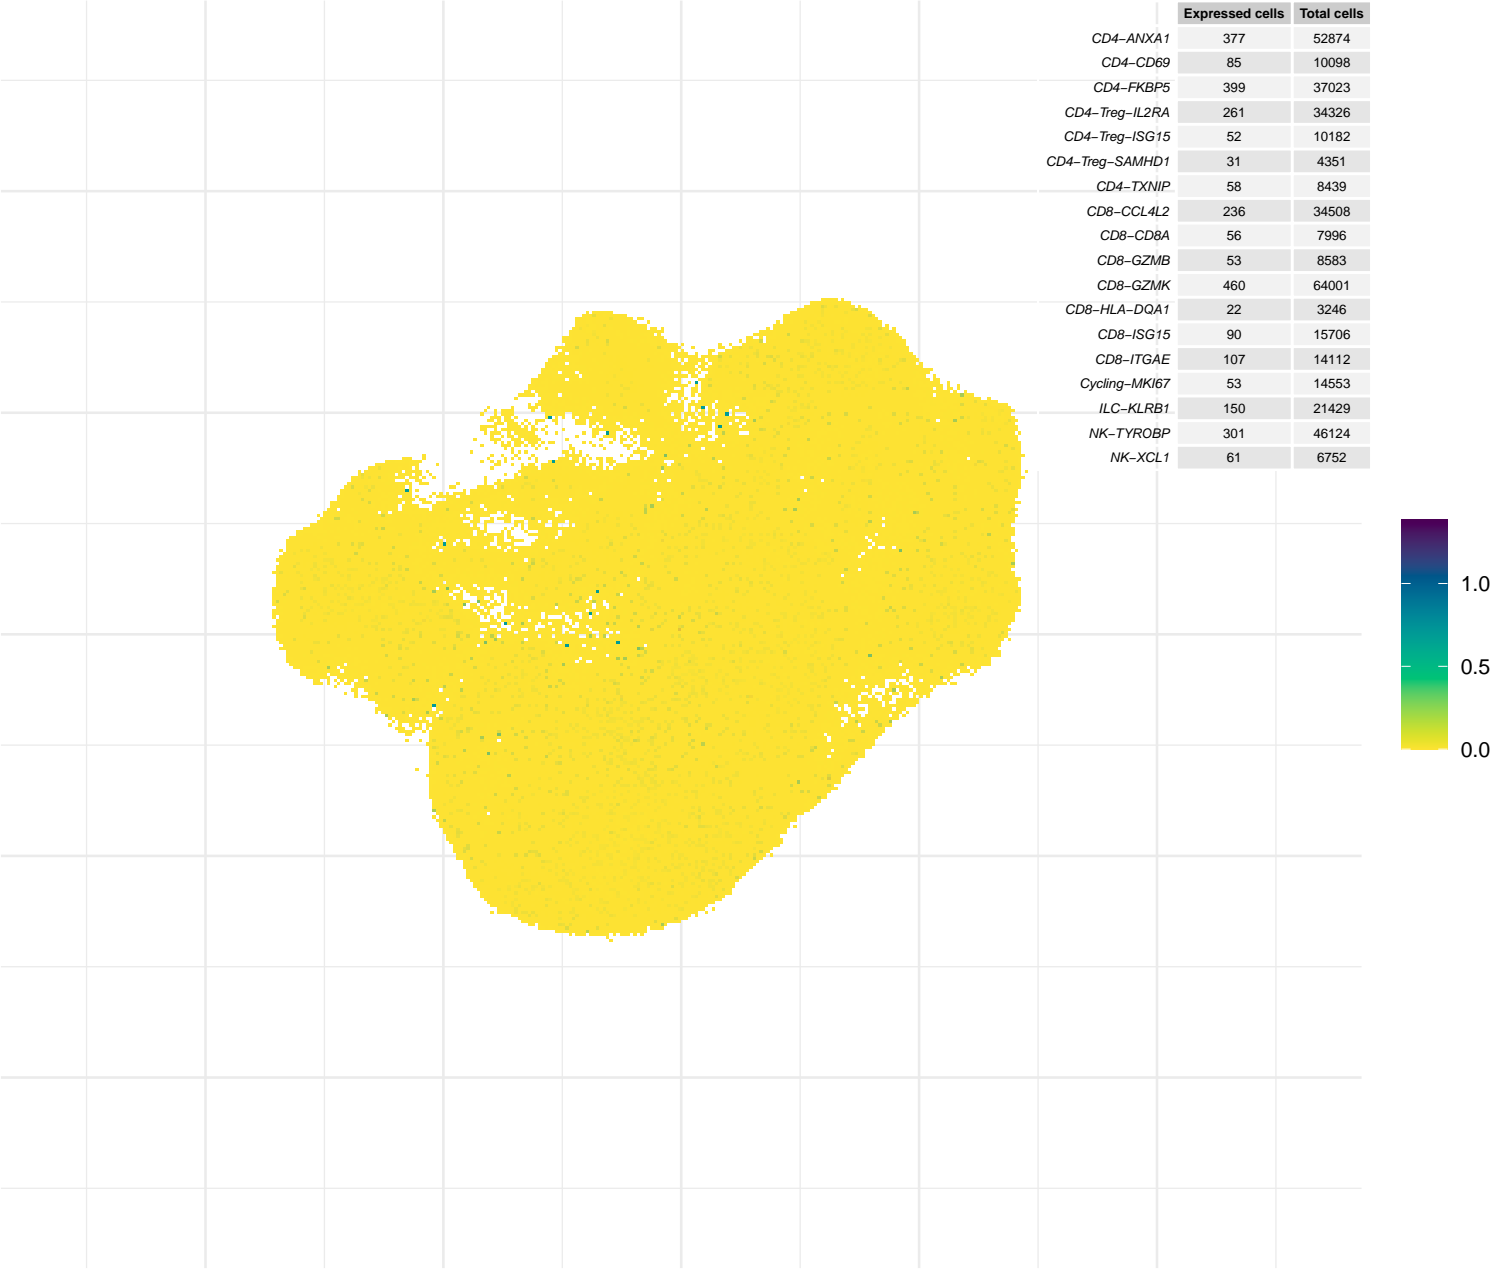 Expressed cells Total cells
CD4−ANXA1 377 52874
CD4−CD69 85 10098
CD4−FKBP5 399 37023
CD4−Treg−IL2RA 261 34326
CD4−Treg−ISG15 52 10182
CD4−Treg−SAMHD1 31 4351
CD4−TXNIP 58 8439
CD8−CCL4L2 236 34508
CD8−CD8A 56 7996
CD8−GZMB 53 8583
CD8−GZMK 460 64001
CD8−HLA−DQA1 22 3246
CD8−ISG15 90 15706
CD8−ITGAE 107 14112
Cycling−MKI67 53 14553
ILC−KLRB1 150 21429
NK−TYROBP 301 46124
NK−XCL1 61 6752
1.0
0.5
0.0